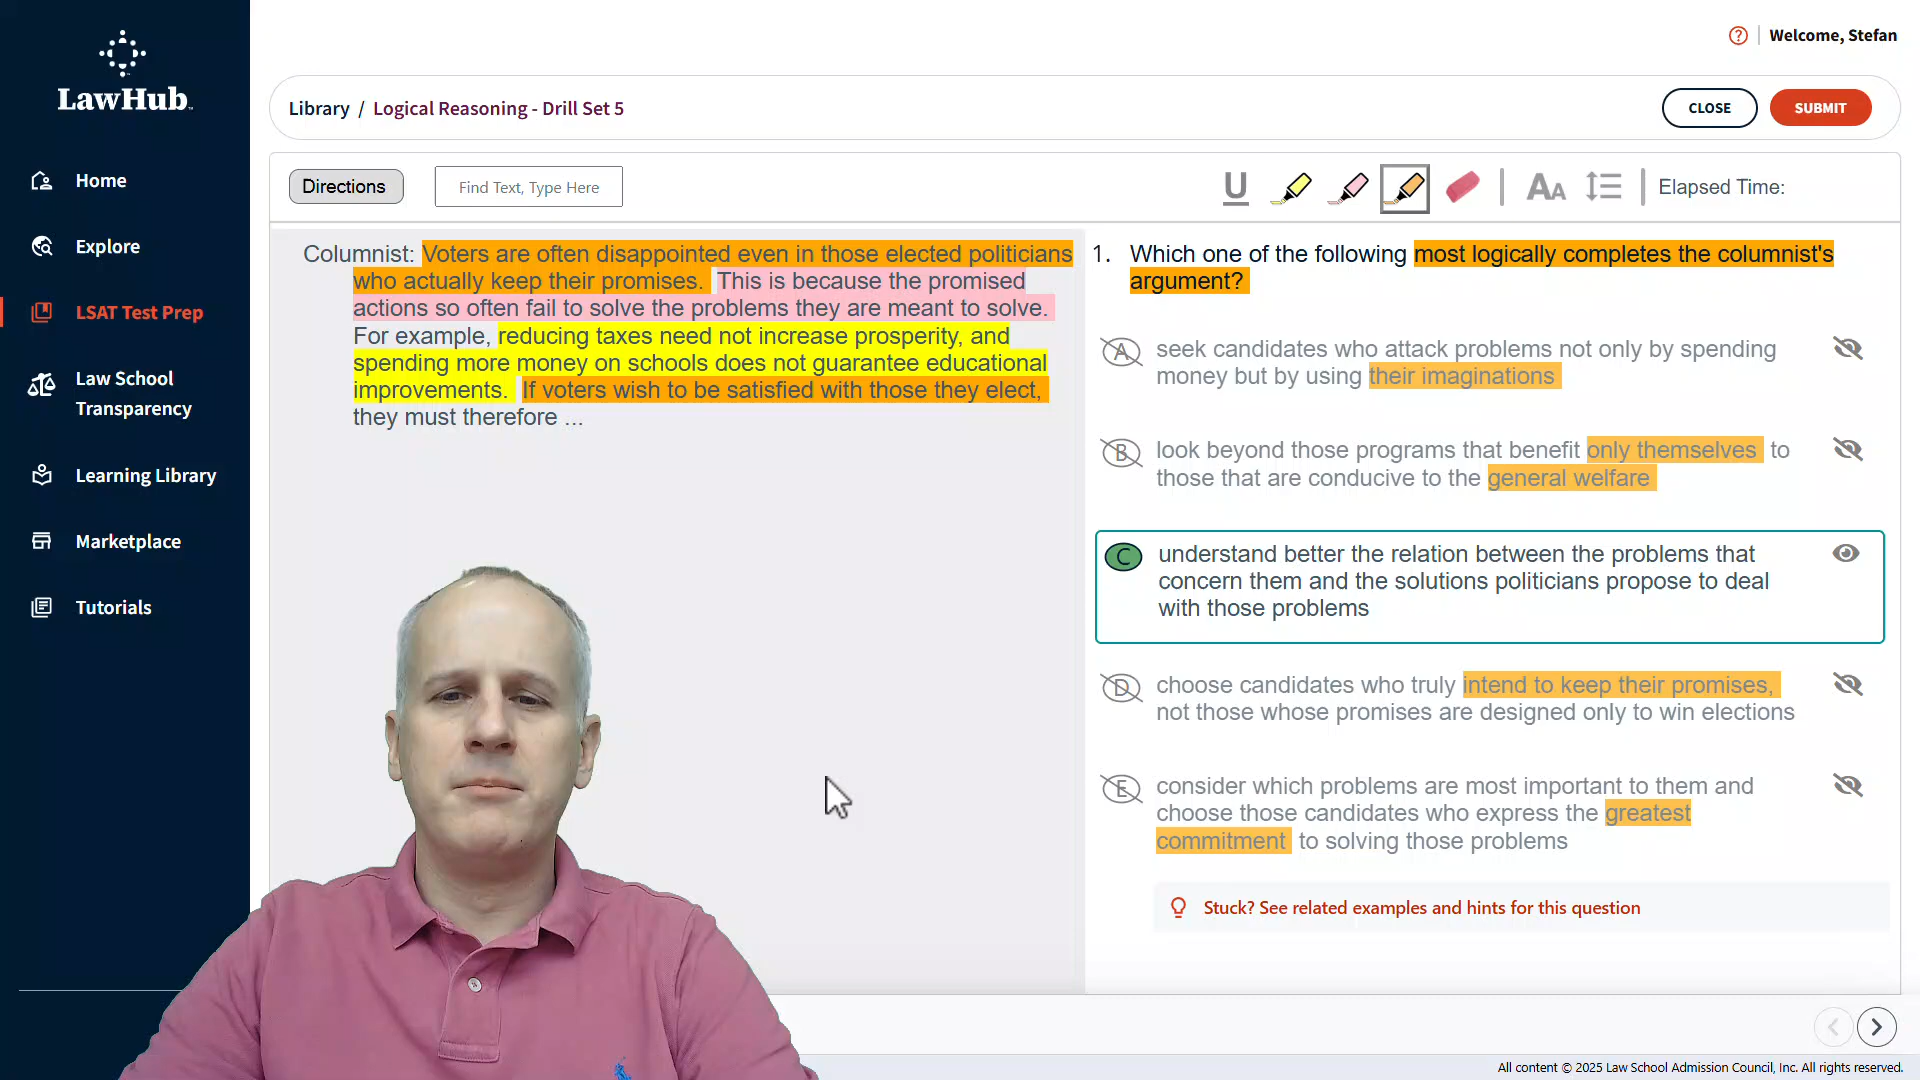 LawHub
Home
Explore
LSAT Test Prep
Law School
Transparency
Learning Library
Marketplace
Tutorials
Welcome, Stefan
Library / Logical Reasoning - Drill Set 5
CLOSE
SUBMIT
Directions
Find Text, Type Here
U
AA
Elapsed Time:
Columnist: Voters are often disappointed even in those elected politicians
who actually keep their promises. This is because the promised
actions so often fail to solve the problems they are meant to solve.
For example, reducing taxes need not increase prosperity, and
spending more money on schools does not guarantee educational
improvements. If voters wish to be satisfied with those they elect,
they must therefore ...
1. Which one of the following most logically completes the columnist's
argument?
A seek candidates who attack problems not only by spending
money but by using their imaginations
B look beyond those programs that benefit only themselves to
those that are conducive to the general welfare
C understand better the relation between the problems that
concern them and the solutions politicians propose to deal
with those problems
D choose candidates who truly intend to keep their promises,
not those whose promises are designed only to win elections
E consider which problems are most important to them and
choose those candidates who express the greatest
commitment to solving those problems
Stuck? See related examples and hints for this question
All content © 2025 Law School Admission Council, Inc. All rights reserved.